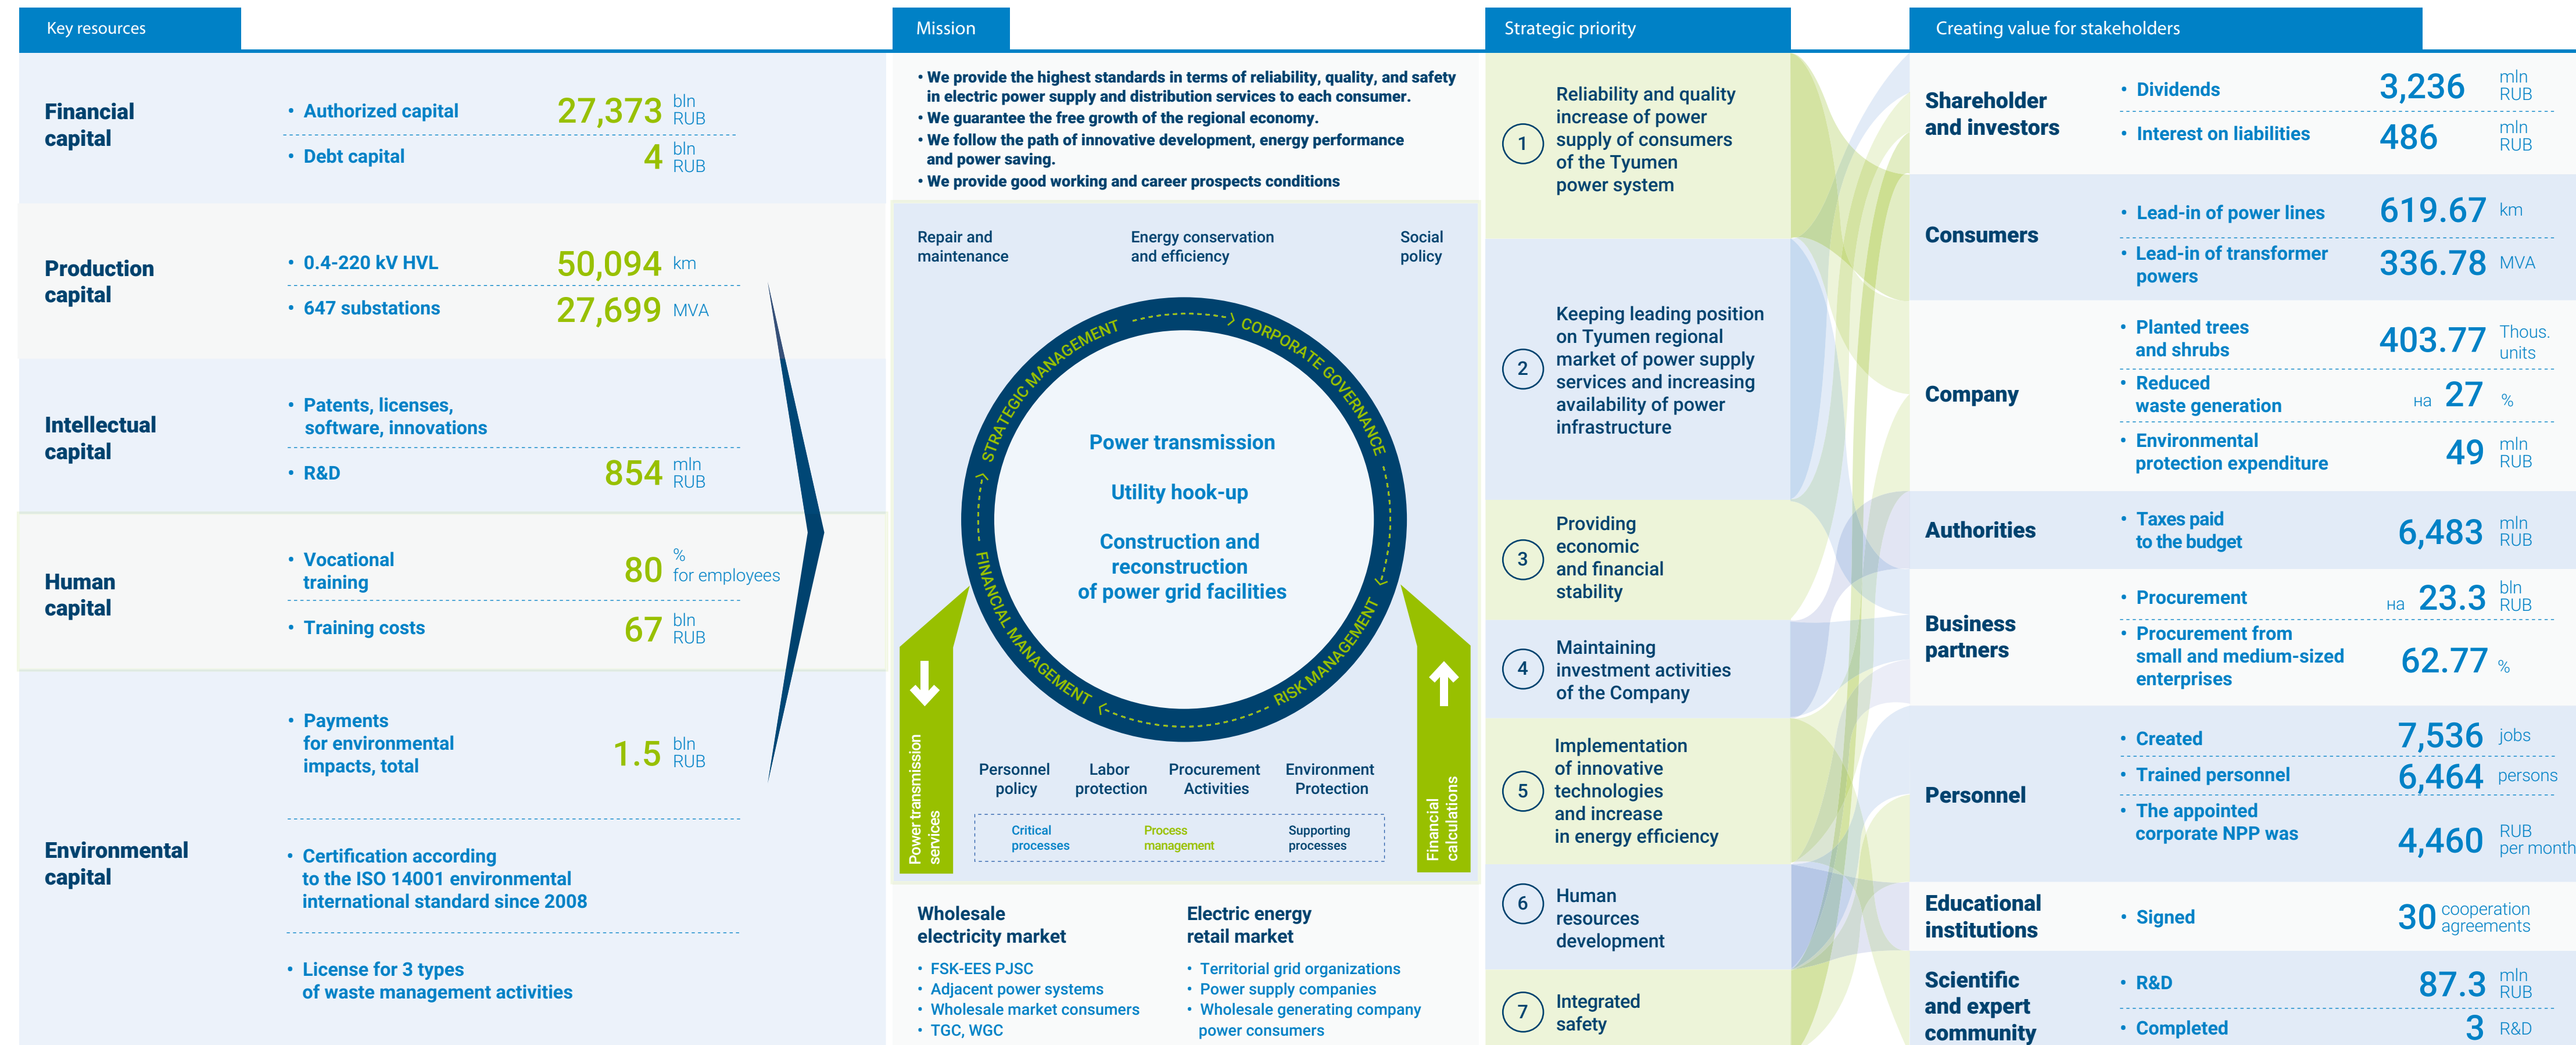 Key resources
Financial
capital
• Authorized capital 27,373 bln
RUB
• Debt capital 4 bln
RUB
Production
capital
• 0.4-220 kV HVL 50,094 km
• 647 substations 27,699 MVA
Intellectual
capital
• Patents, licenses,
software, innovations
• R&D 854 mln
RUB
Human
capital
• Vocational
training
80 %
for employees
• Training costs 67 bln
RUB
Environmental
capital
• Payments
for environmental
impacts, total
1.5 bln
RUB
• Certification according
to the ISO 14001 environmental
international standard since 2008
• License for 3 types
of waste management activities
Mission
• We provide the highest standards in terms of reliability, quality, and safety
in electric power supply and distribution services to each consumer.
• We guarantee the free growth of the regional economy.
• We follow the path of innovative development, energy performance
and power saving.
• We provide good working and career prospects conditions
Repair and
maintenance
Energy conservation
and efficiency
Social
policy
STRATEGIC MANAGEMENT
CORPORATE GOVERNANCE
RISK MANAGEMENT
FINANCIAL MANAGEMENT
Power transmission
Utility hook-up
Construction and
reconstruction
of power grid facilities
Power transmission
services
Financial
calculations
Personnel
policy
Labor
protection
Procurement
Activities
Environment
Protection
Critical
processes
Process
management
Supporting
processes
Wholesale
electricity market
• FSK-EES PJSC
• Adjacent power systems
• Wholesale market consumers
• TGC, WGC
Electric energy
retail market
• Territorial grid organizations
• Power supply companies
• Wholesale generating company
power consumers
Strategic priority
1
Reliability and quality
increase of power
supply of consumers
of the Tyumen
power system
2
Keeping leading position
on Tyumen regional
market of power supply
services and increasing
availability of power
infrastructure
3
Providing
economic
and financial
stability
4
Maintaining
investment activities
of the Company
5
Implementation
of innovative
technologies
and increase
in energy efficiency
6
Human
resources
development
7
Integrated
safety
Creating value for stakeholders
Shareholder
and investors
• Dividends 3,236 mln
RUB
• Interest on liabilities 486 mln
RUB
Consumers
• Lead-in of power lines 619.67 km
• Lead-in of transformer
powers
336.78 MVA
Company
• Planted trees
and shrubs
403.77 Thous.
units
• Reduced
waste generation
на 27 %
• Environmental
protection expenditure
49 mln
RUB
Authorities
• Taxes paid
to the budget
6,483 mln
RUB
Business
partners
• Procurement на 23.3 bln
RUB
• Procurement from
small and medium-sized
enterprises
62.77 %
Personnel
• Created 7,536 jobs
• Trained personnel 6,464 persons
• The appointed
corporate NPP was
4,460 RUB
per month
Educational
institutions
• Signed 30 cooperation
agreements
Scientific
and expert
community
• R&D 87.3 mln
RUB
• Completed 3 R&D